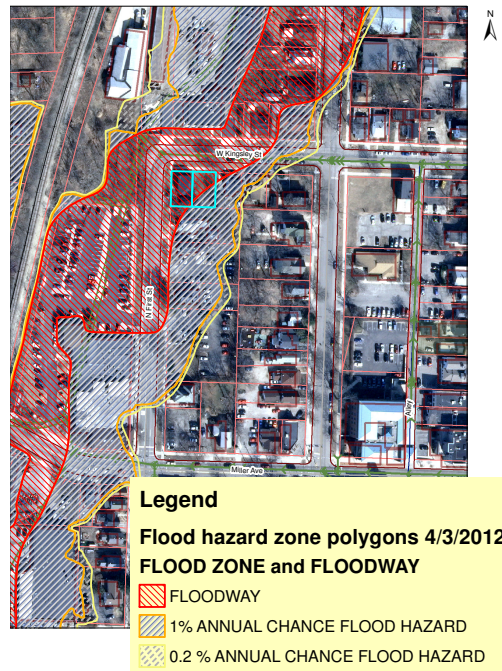 N
W Kingsley St
N First St
Alley
Miller Ave
Legend
Flood hazard zone polygons 4/3/2012
FLOOD ZONE and FLOODWAY
FLOODWAY
1% ANNUAL CHANCE FLOOD HAZARD
0.2 % ANNUAL CHANCE FLOOD HAZARD